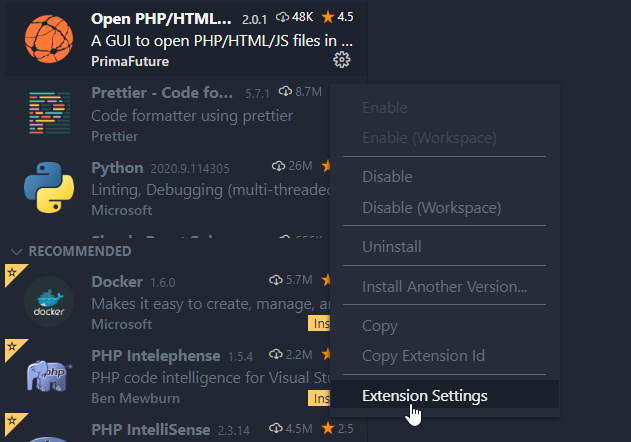 Open PHP/HTML... 2.0.1 48K 4.5
A GUI to open PHP/HTML/JS files in ...
PrimaFuture
Prettier - Code fo... 5.7.1 8.7M
Code formatter using prettier
Prettier
Python 2020.9.114305 26M
Linting, Debugging (multi-threaded
Microsoft
RECOMMENDED
Docker 1.6.0 5.7M
Makes it easy to create, manage, a
Microsoft Ins
docker
PHP Intelephense 1.5.4 2.2M
PHP code intelligence for Visual Stu
Ben Mewburn Ins
php
PHP IntelliSense 2.3.14 4.5M 2.5
Enable
Enable (Workspace)
Disable
Disable (Workspace)
Uninstall
Install Another Version...
Copy
Copy Extension Id
Extension Settings